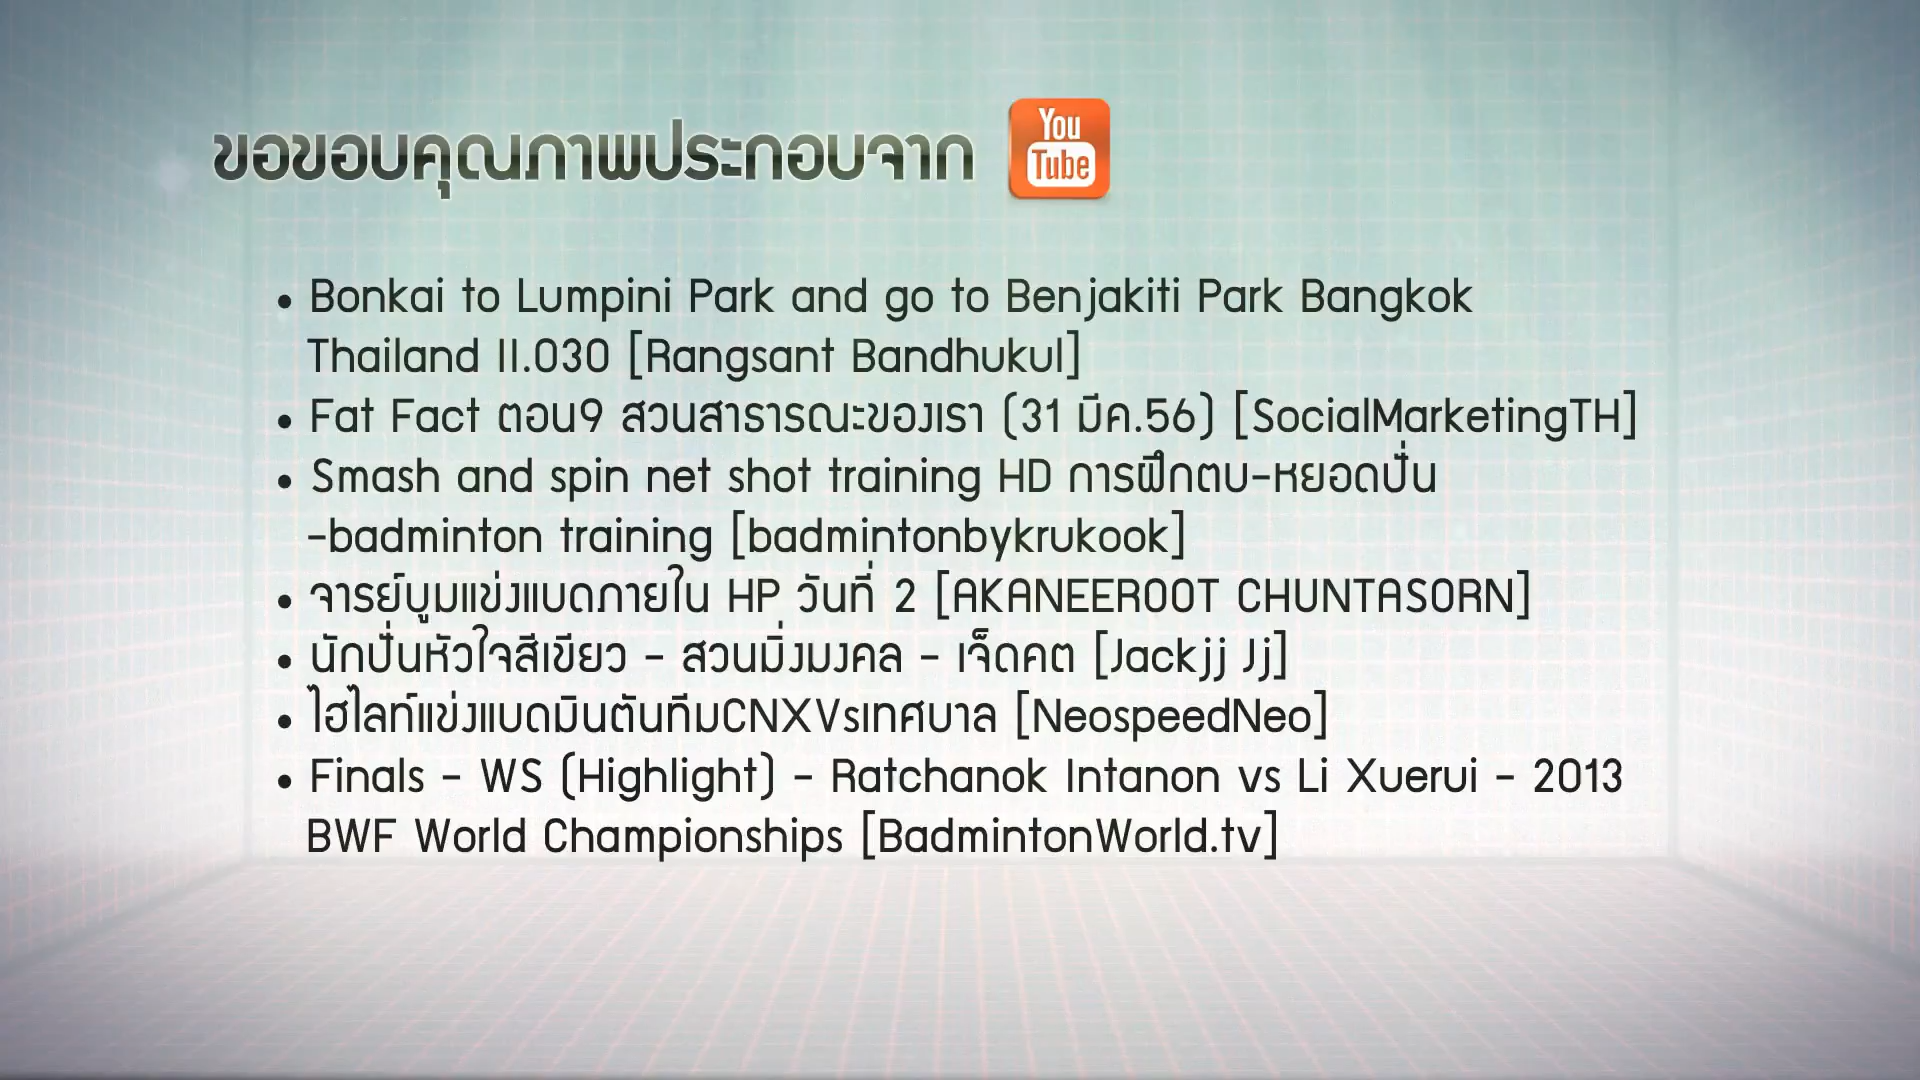 ขอขอบคุณภาพประกอบจาก You Tube
• Bonkai to Lumpini Park and go to Benjakiti Park Bangkok
Thailand II.030 [Rangsant Bandhukul]
• Fat Fact ตอน9 สวนสาธารณะของเรา (31 มีค.56) [SocialMarketingTH]
• Smash and spin net shot training HD การฝึกตบ-หยอดปั่น
-badminton training [badmintonbykrukook]
• จารย์บูมแข่งแบดภายใน HP วันที่ 2 [AKANEEROOT CHUNTASORN]
• นักปั่นหัวใจสีเขียว - สวนมิ่งมงคล - เจ็ดคต [Jackjj Jj]
• ไฮไลท์แข่งแบดมินตันทีมCNXVsเทศบาล [NeospeedNeo]
• Finals - WS (Highlight) - Ratchanok Intanon vs Li Xuerui - 2013
BWF World Championships [BadmintonWorld.tv]